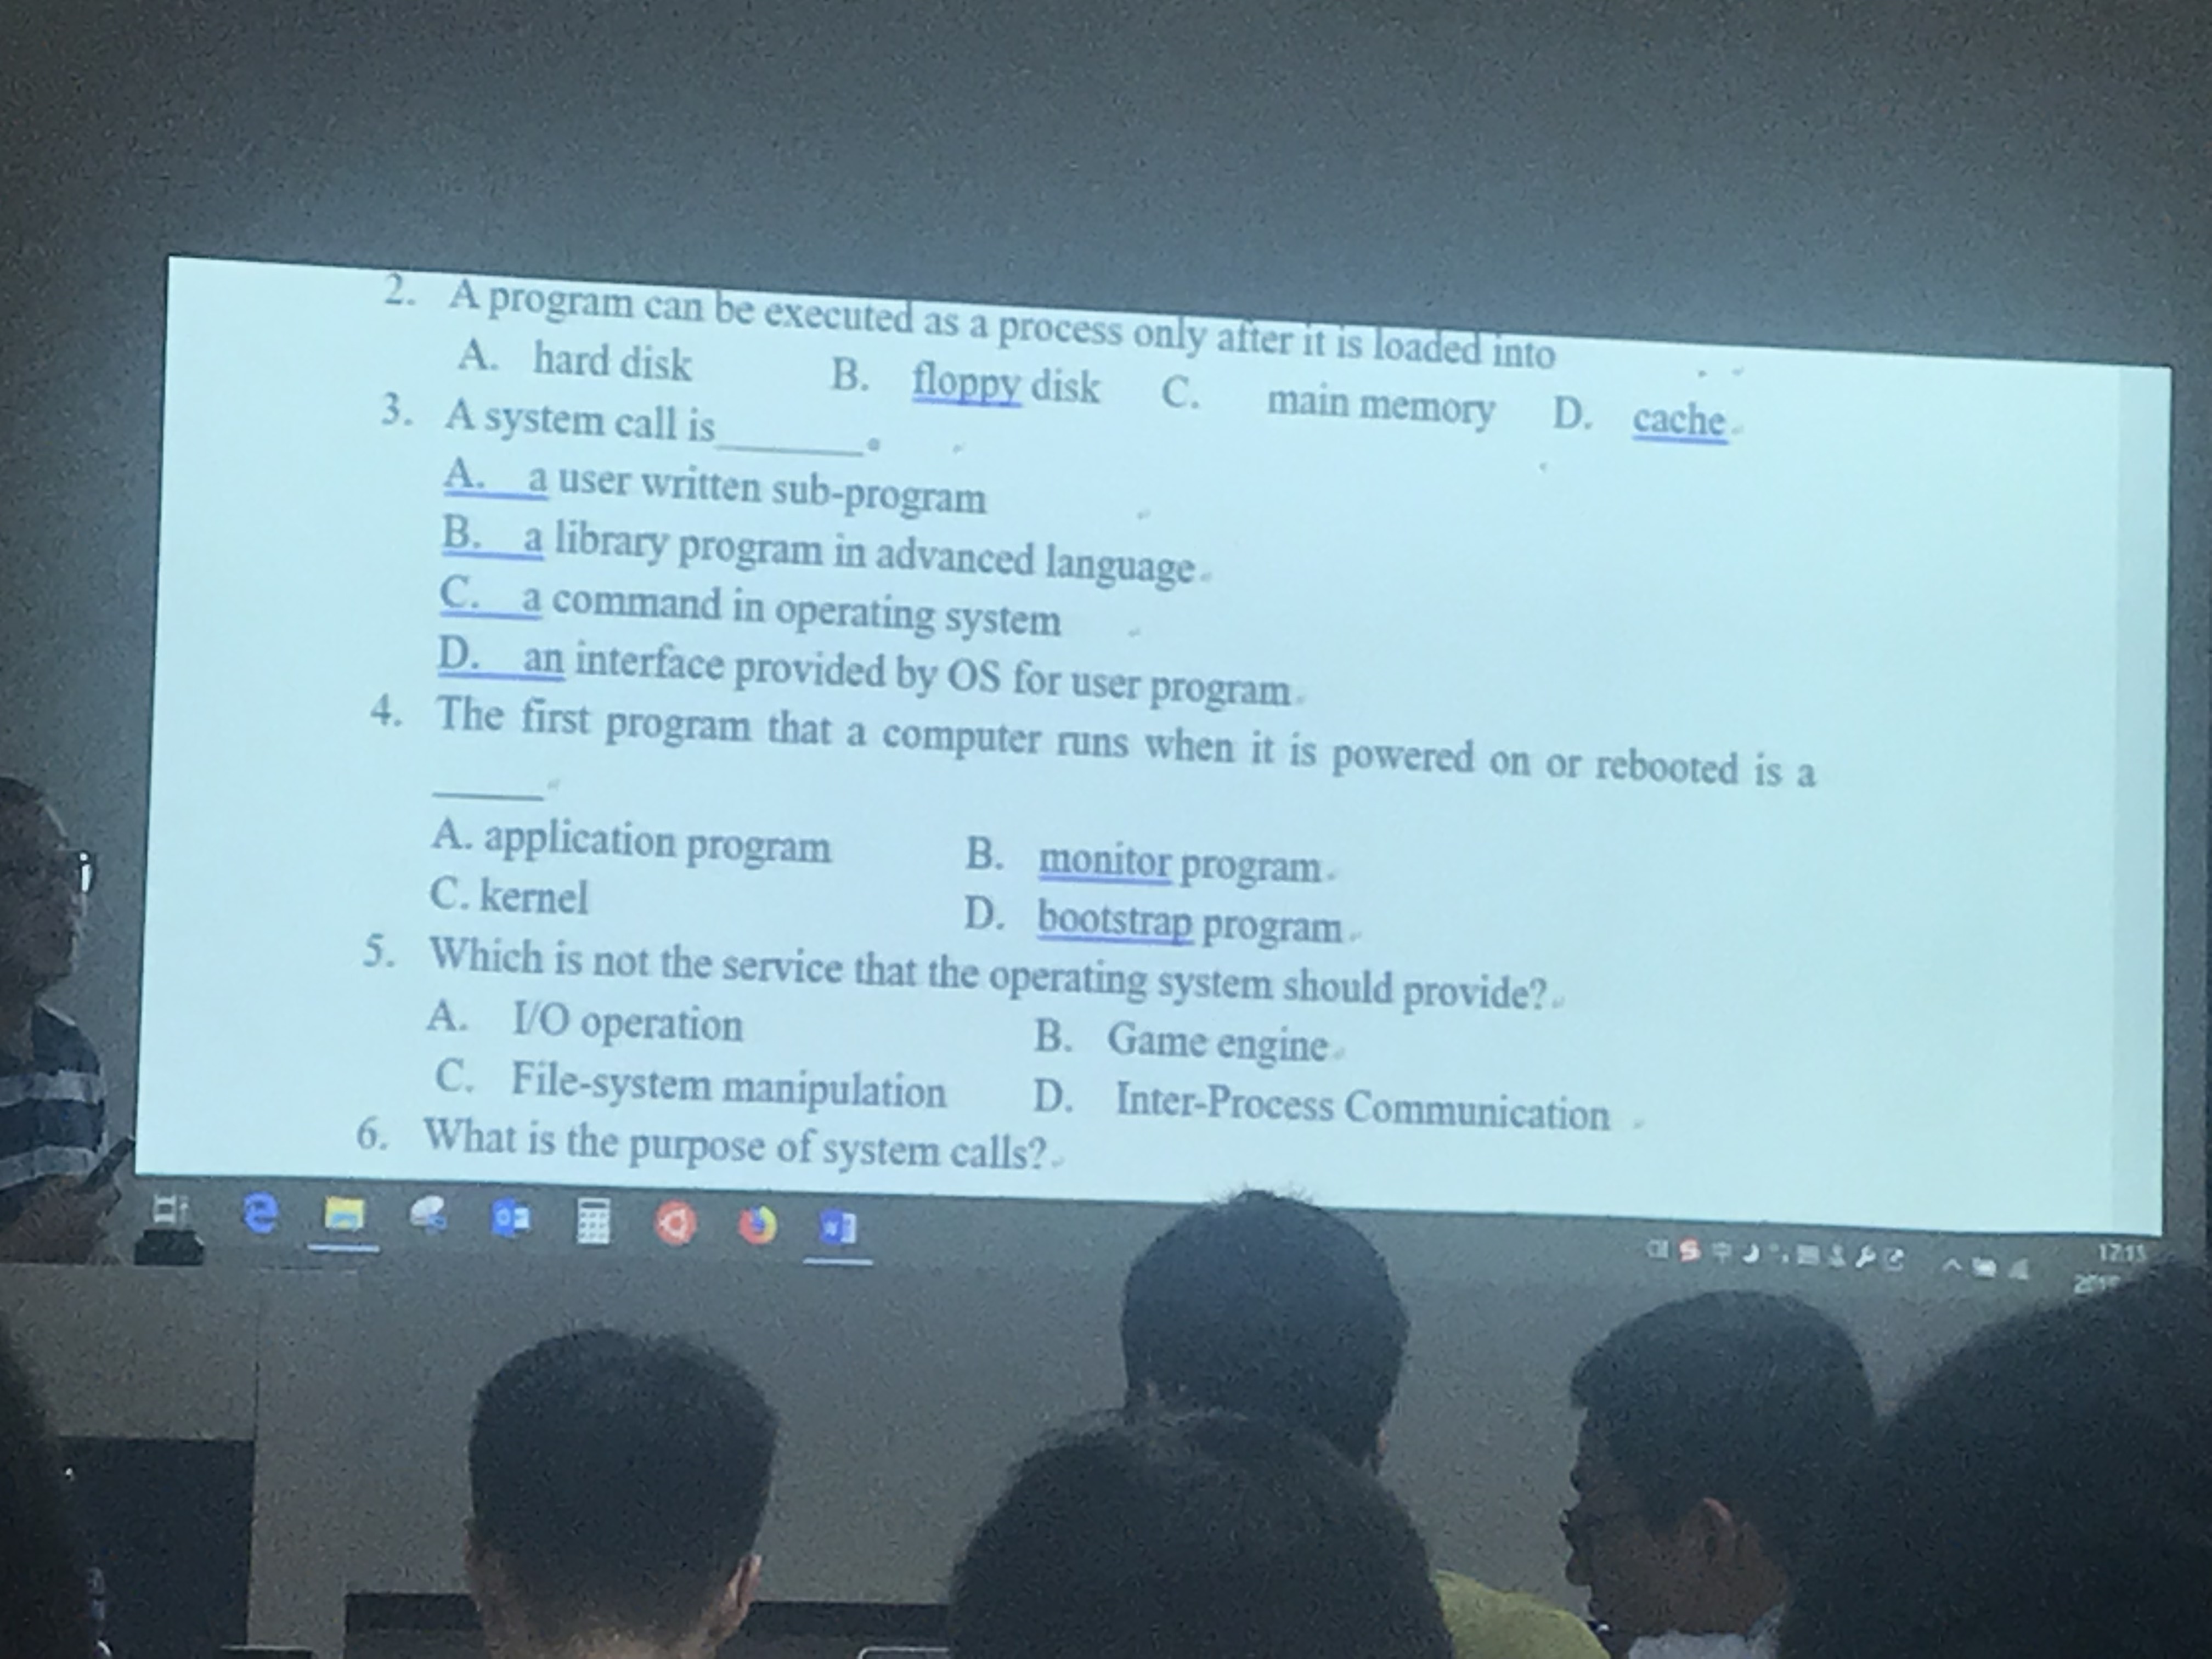 2. A program can be executed as a process only after it is loaded into
A. hard disk B. floppy disk C. main memory D. cache
3. A system call is________。
A. a user written sub-program
B. a library program in advanced language
C. a command in operating system
D. an interface provided by OS for user program
4. The first program that a computer runs when it is powered on or rebooted is a
______
A. application program B. monitor program
C. kernel D. bootstrap program
5. Which is not the service that the operating system should provide?
A. I/O operation B. Game engine
C. File-system manipulation D. Inter-Process Communication
6. What is the purpose of system calls?
中